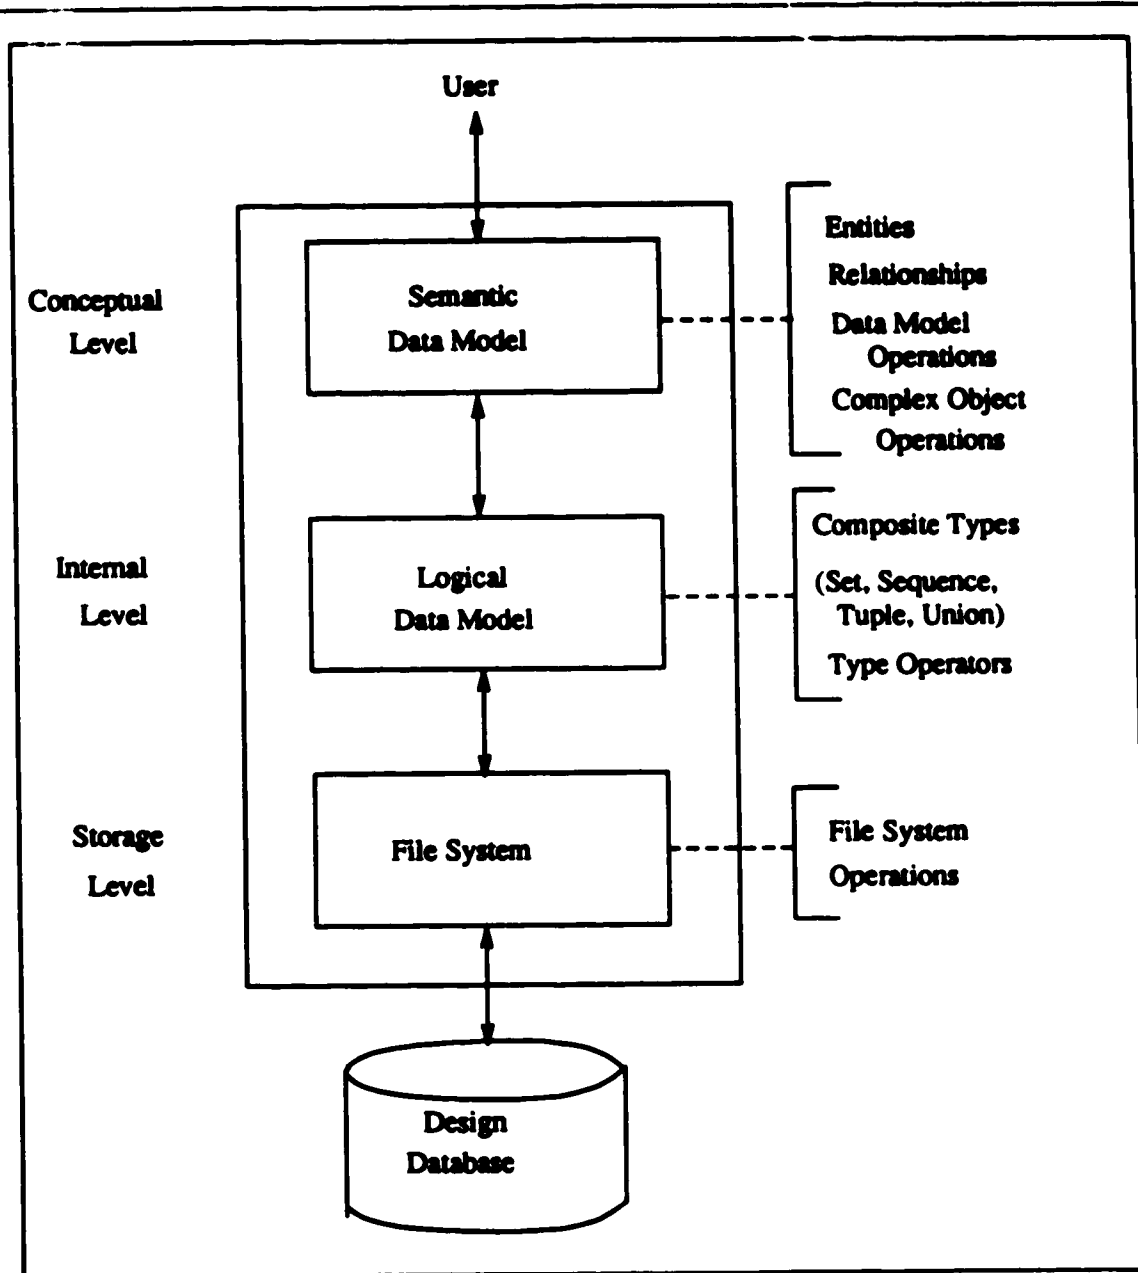 User
Conceptual
Level
Semantic
Data Model
Entities
Relationships
Data Model
Operations
Complex Object
Operations
Internal
Level
Logical
Data Model
Composite Types
(Set, Sequence,
Tuple, Union)
Type Operators
Storage
Level
File System
File System
Operations
Design
Database